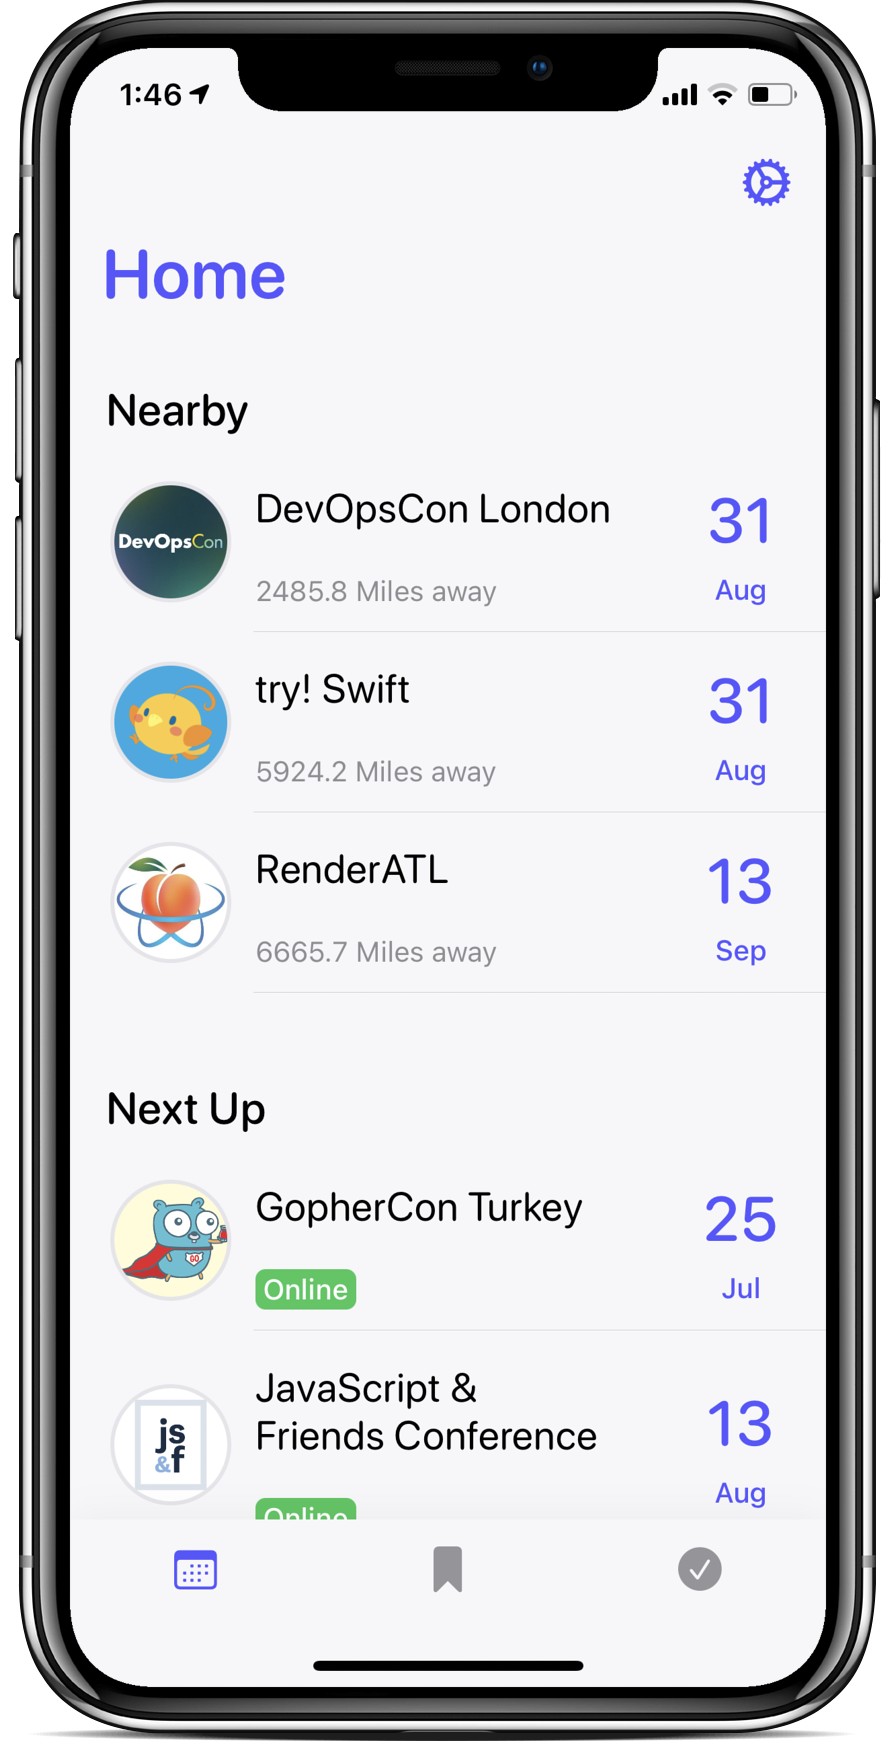 1:46
Home
Nearby
DevOpsCon
DevOpsCon London
31
2485.8 Miles away
Aug
try! Swift
31
5924.2 Miles away
Aug
RenderATL
13
6665.7 Miles away
Sep
Next Up
GO
GopherCon Turkey
25
Online
Jul
js
&f
JavaScript &
Friends Conference
13
Aug
Online